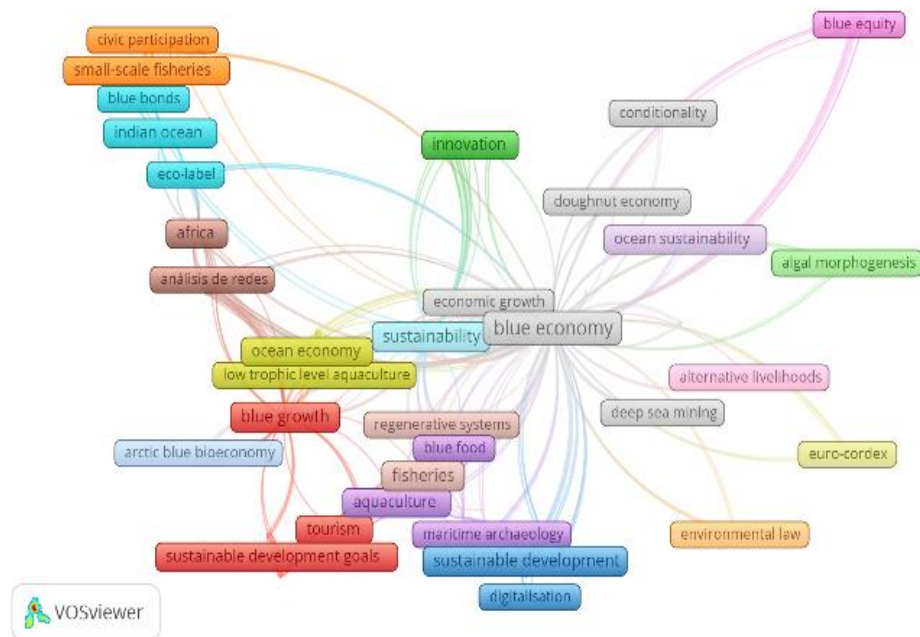 civic participation
blue equity
small-scale fisheries
blue bonds
conditionality
indian ocean
innovation
eco-label
doughnut economy
africa
ocean sustainability
algal morphogenesis
análisis de redes
economic growth
blue economy
sustainability
ocean economy
low trophic level aquaculture
alternative livelihoods
blue growth
deep sea mining
regenerative systems
arctic blue bioeconomy
blue food
euro-cordex
fisheries
aquaculture
tourism
maritime archaeology
environmental law
sustainable development goals
sustainable development
digitalisation
VOSviewer